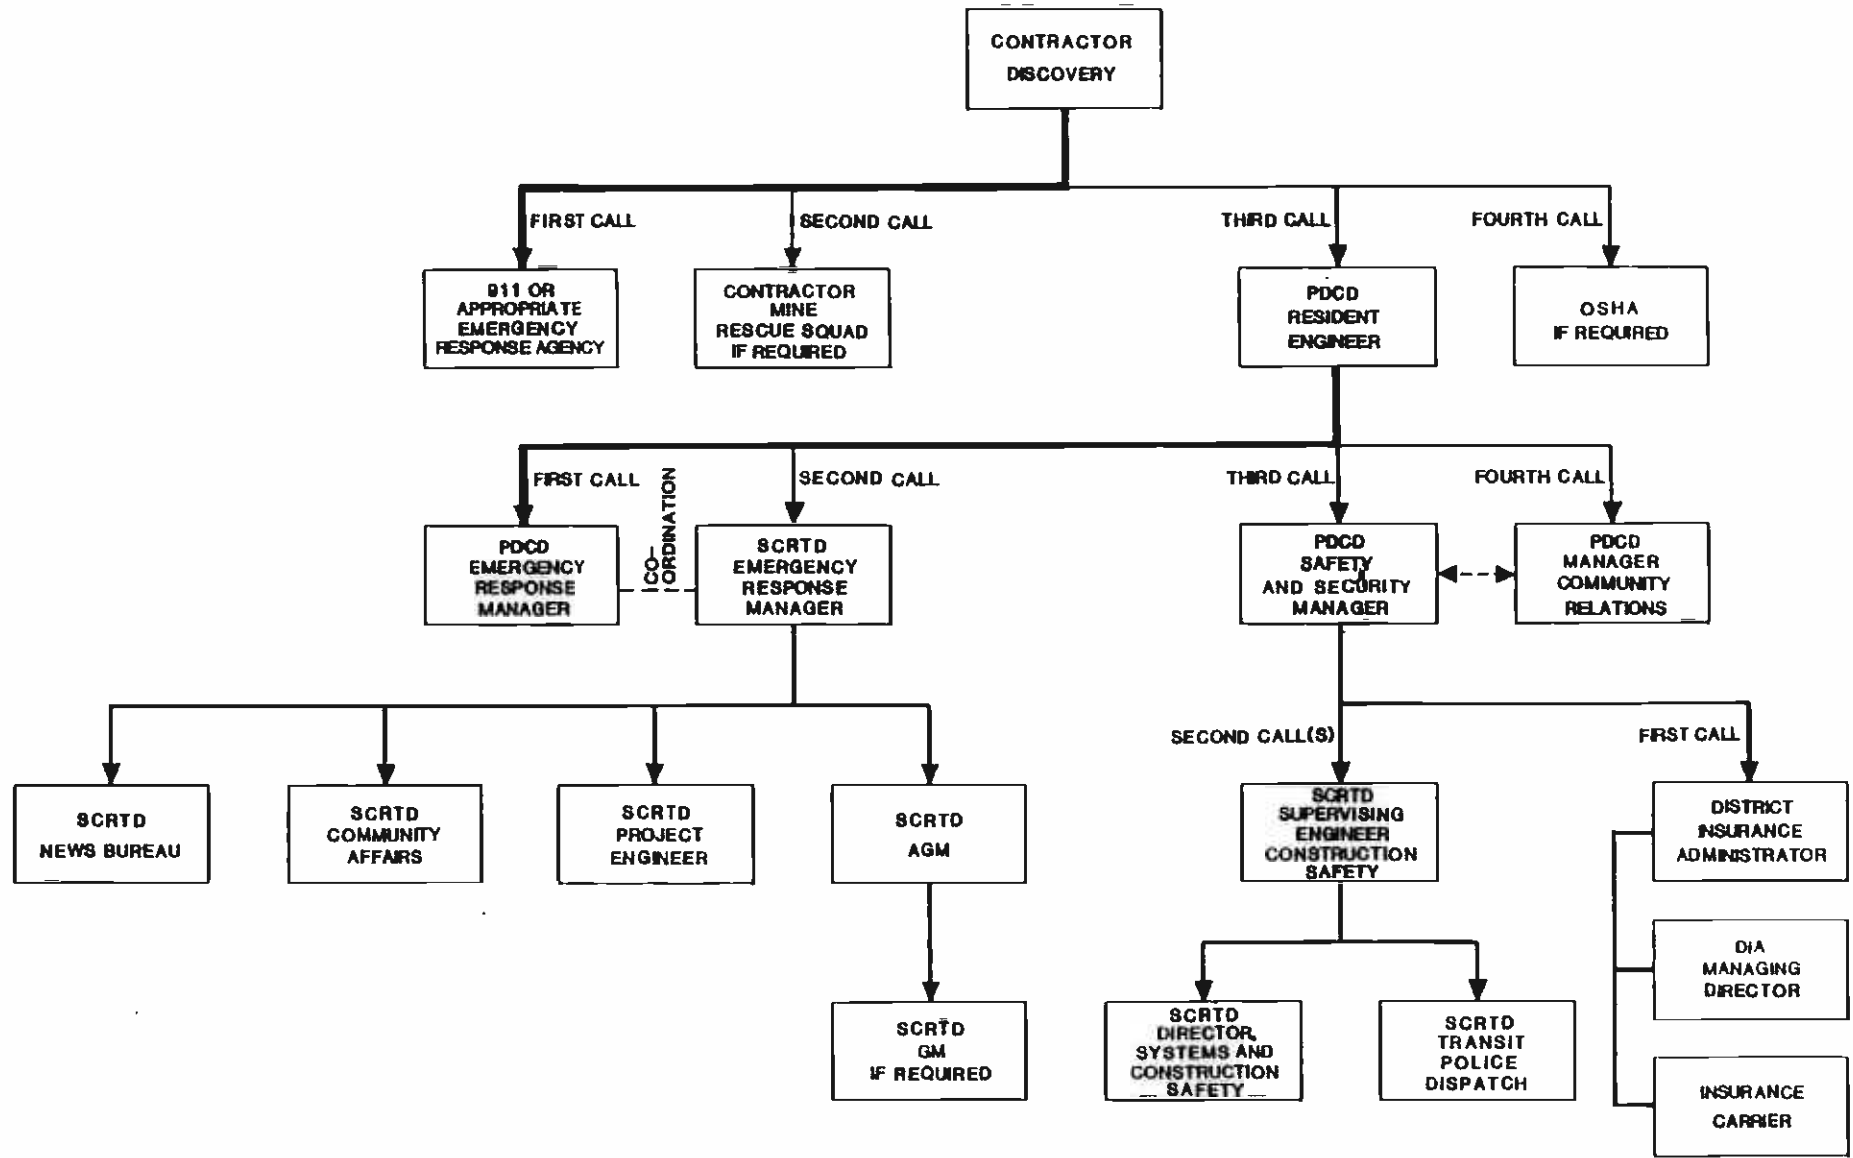 CONTRACTOR
DISCOVERY
FIRST CALL
SECOND CALL
THIRD CALL
FOURTH CALL
911 OR
APPROPRIATE
EMERGENCY
RESPONSE AGENCY
CONTRACTOR
MINE
RESCUE SQUAD
IF REQUIRED
PDCD
RESIDENT
ENGINEER
OSHA
IF REQUIRED
FIRST CALL
CO-
ORDINATION
SECOND CALL
THIRD CALL
FOURTH CALL
PDCD
EMERGENCY
RESPONSE
MANAGER
SCRTD
EMERGENCY
RESPONSE
MANAGER
PDCD
SAFETY
AND SECURITY
MANAGER
PDCD
MANAGER
COMMUNITY
RELATIONS
SECOND CALL(S)
FIRST CALL
SCRTD
NEWS BUREAU
SCRTD
COMMUNITY
AFFAIRS
SCRTD
PROJECT
ENGINEER
SCRTD
AGM
SCRTD
SUPERVISING
ENGINEER
CONSTRUCTION
SAFETY
DISTRICT
INSURANCE
ADMINISTRATOR
DIA
MANAGING
DIRECTOR
SCRTD
GM
IF REQUIRED
SCRTD
DIRECTOR,
SYSTEMS AND
CONSTRUCTION
SAFETY
SCRTD
TRANSIT
POLICE
DISPATCH
INSURANCE
CARRIER